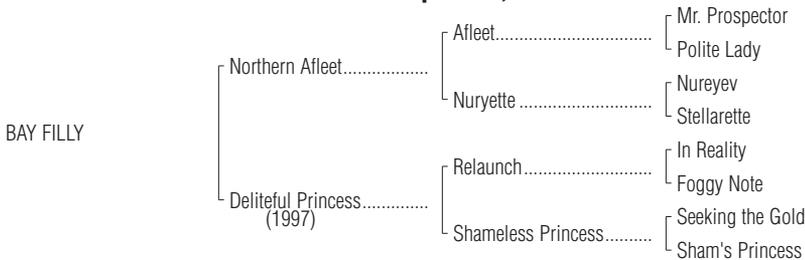 Mr. Prospector
Afleet..................................
Polite Lady
Northern Afleet...................
Nureyev
Nuryette .............................
Stellarette
BAY FILLY
In Reality
Relaunch............................
Foggy Note
Deliteful Princess..............
(1997)
Seeking the Gold
Shameless Princess..........
Sham's Princess